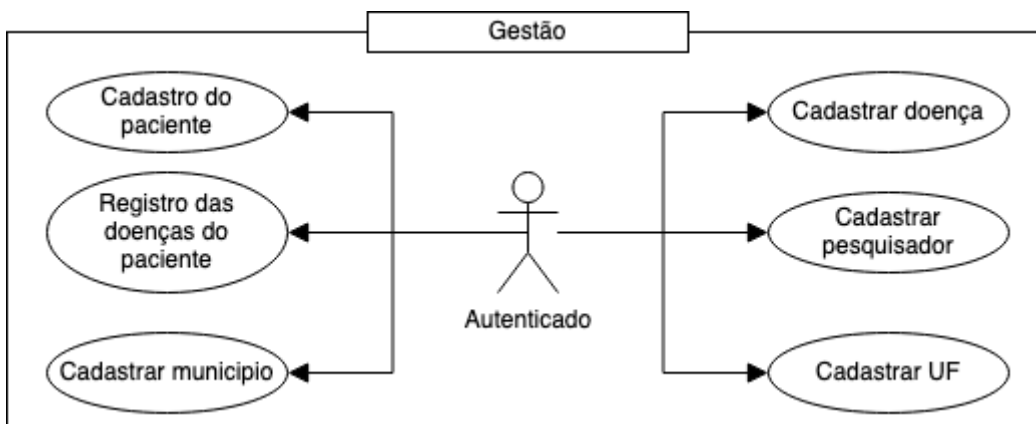 Gestão
Cadastro do
paciente
Registro das
doenças do
paciente
Cadastrar municipio
Autenticado
Cadastrar doença
Cadastrar
pesquisador
Cadastrar UF